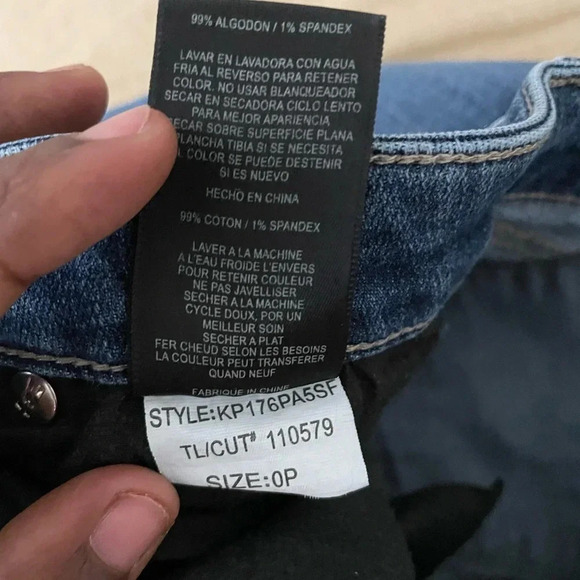 99% ALGODON / 1% SPANDEX
LAVAR EN LAVADORA CON AGUA
FRIA AL REVERSO PARA RETENER
COLOR. NO USAR BLANQUEADOR
SECAR EN SECADORA CICLO LENTO
PARA MEJOR APARIENCIA
SECAR SOBRE SUPERFICIE PLANA
PLANCHA TIBIA SI SE NECESITA
EL COLOR SE PUEDE DESTENIR
SI ES NUEVO
HECHO EN CHINA
99% COTON / 1% SPANDEX
LAVER A LA MACHINE
A L'EAU FROIDE L'ENVERS
POUR RETENIR COULEUR
NE PAS JAVELLISER
SECHER A LA MACHINE
CYCLE DOUX, POUR UN
MEILLEUR SOIN
SECHER A PLAT
FER CHEUD SELON LES BESOINS
LA COULEUR PEUT TRANSFERER
QUAND NEUF
FABRIQUE EN CHINE
STYLE:KP176PA5SF
TL/CUT# 110579
SIZE:0P